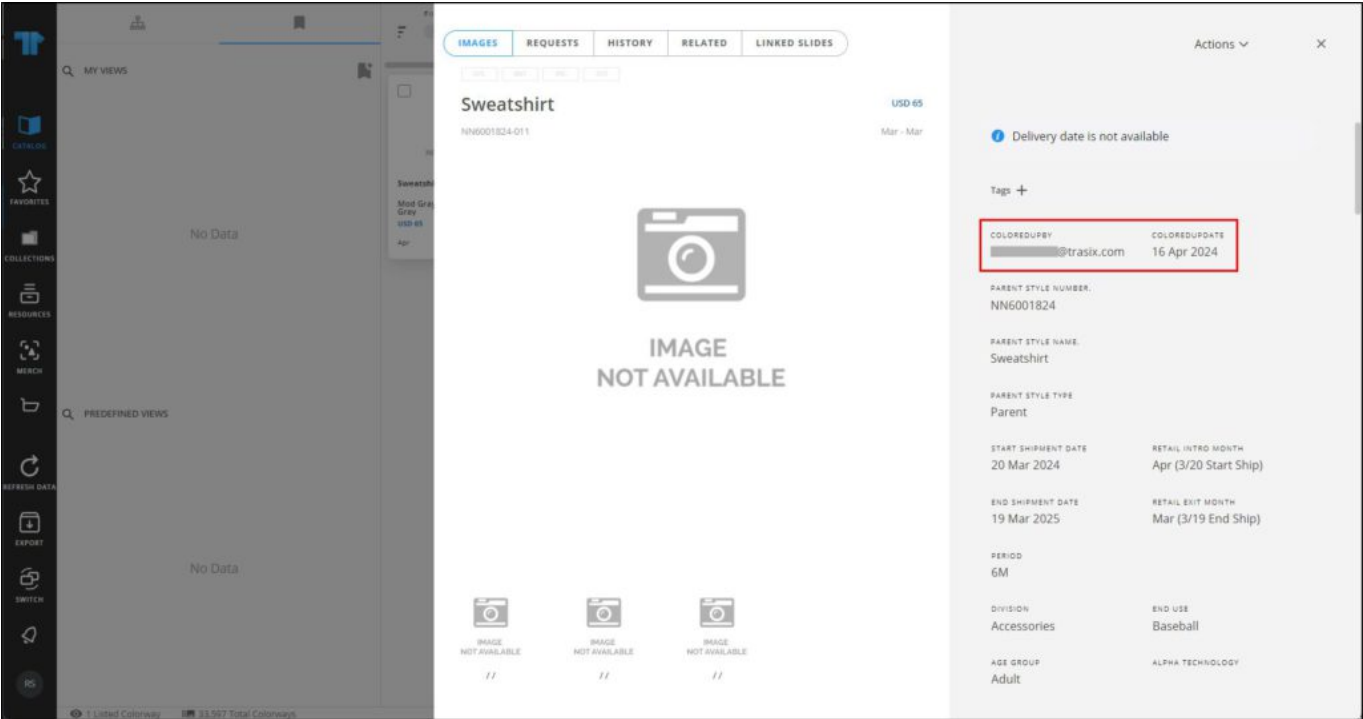 IMAGES REQUESTS HISTORY RELATED LINKED SLIDES
Actions
MY VIEWS
CATALOG
FAVORITES
COLLECTIONS
RESOURCES
MERCH
REFRESH DATA
EXPORT
SWITCH
RS
No Data
PREDEFINED VIEWS
No Data
1 Listed Colorway 33,597 Total Colorways
Mod Gray
Gray
USD 65
Apr
Sweatshirt USD 65
NN6001824-011 Mar - Mar
IMAGE
NOT AVAILABLE
IMAGE
NOT AVAILABLE
//
IMAGE
NOT AVAILABLE
//
IMAGE
NOT AVAILABLE
//
Delivery date is not available
Tags +
COLOREDUPBY COLOREDUPDATE
@trasix.com 16 Apr 2024
PARENT STYLE NUMBER.
NN6001824
PARENT STYLE NAME.
Sweatshirt
PARENT STYLE TYPE
Parent
START SHIPMENT DATE RETAIL INTRO MONTH
20 Mar 2024 Apr (3/20 Start Ship)
END SHIPMENT DATE RETAIL EXIT MONTH
19 Mar 2025 Mar (3/19 End Ship)
PERIOD
6M
DIVISION END USE
Accessories Baseball
AGE GROUP ALPHA TECHNOLOGY
Adult